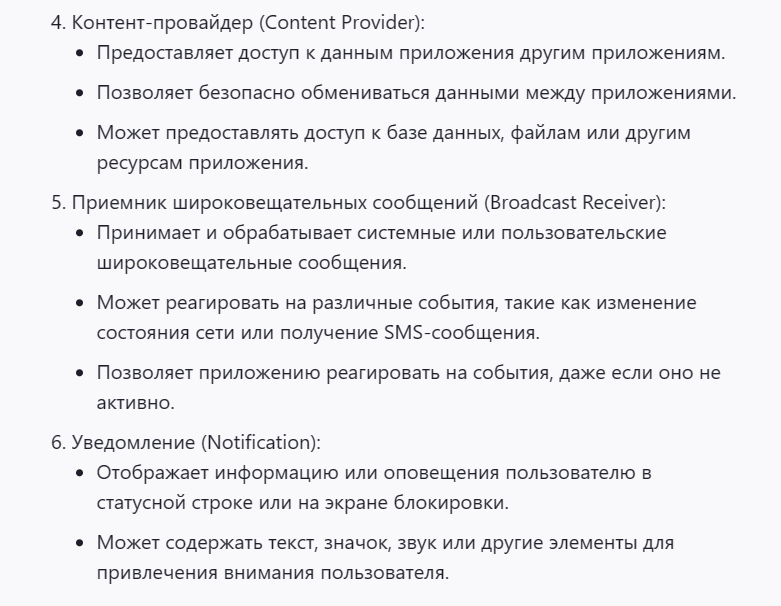 4. Контент-провайдер (Content Provider):
• Предоставляет доступ к данным приложения другим приложениям.
• Позволяет безопасно обмениваться данными между приложениями.
• Может предоставлять доступ к базе данных, файлам или другим
ресурсам приложения.
5. Приемник широковещательных сообщений (Broadcast Receiver):
• Принимает и обрабатывает системные или пользовательские
широковещательные сообщения.
• Может реагировать на различные события, такие как изменение
состояния сети или получение SMS-сообщения.
• Позволяет приложению реагировать на события, даже если оно не
активно.
6. Уведомление (Notification):
• Отображает информацию или оповещения пользователю в
статусной строке или на экране блокировки.
• Может содержать текст, значок, звук или другие элементы для
привлечения внимания пользователя.